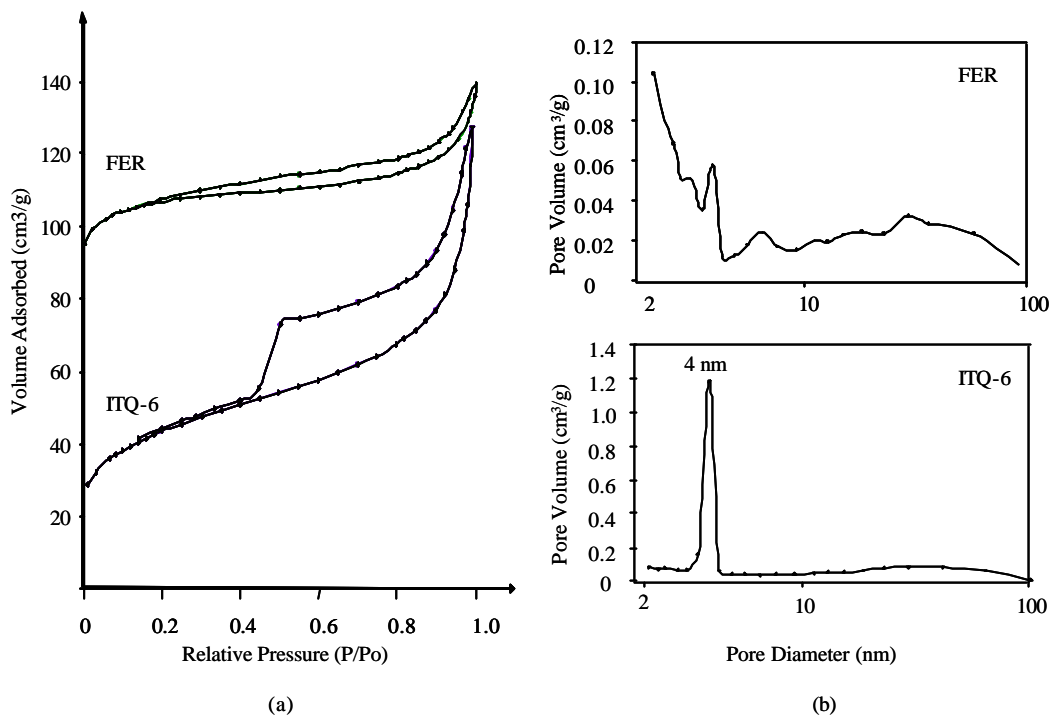 140
120
100
80
60
40
20
0
0.2
0.4
0.6
0.8
1.0
Volume Adsorbed (cm3/g)
FER
ITQ-6
Relative Pressure (P/Po)
(a)
0.12
0.10
0.08
0.06
0.04
0.02
0
Pore Volume (cm³/g)
FER
2
10
100
1.4
1.2
1.0
0.8
0.6
0.4
0.2
0
Pore Volume (cm³/g)
4 nm
ITQ-6
2
10
100
Pore Diameter (nm)
(b)